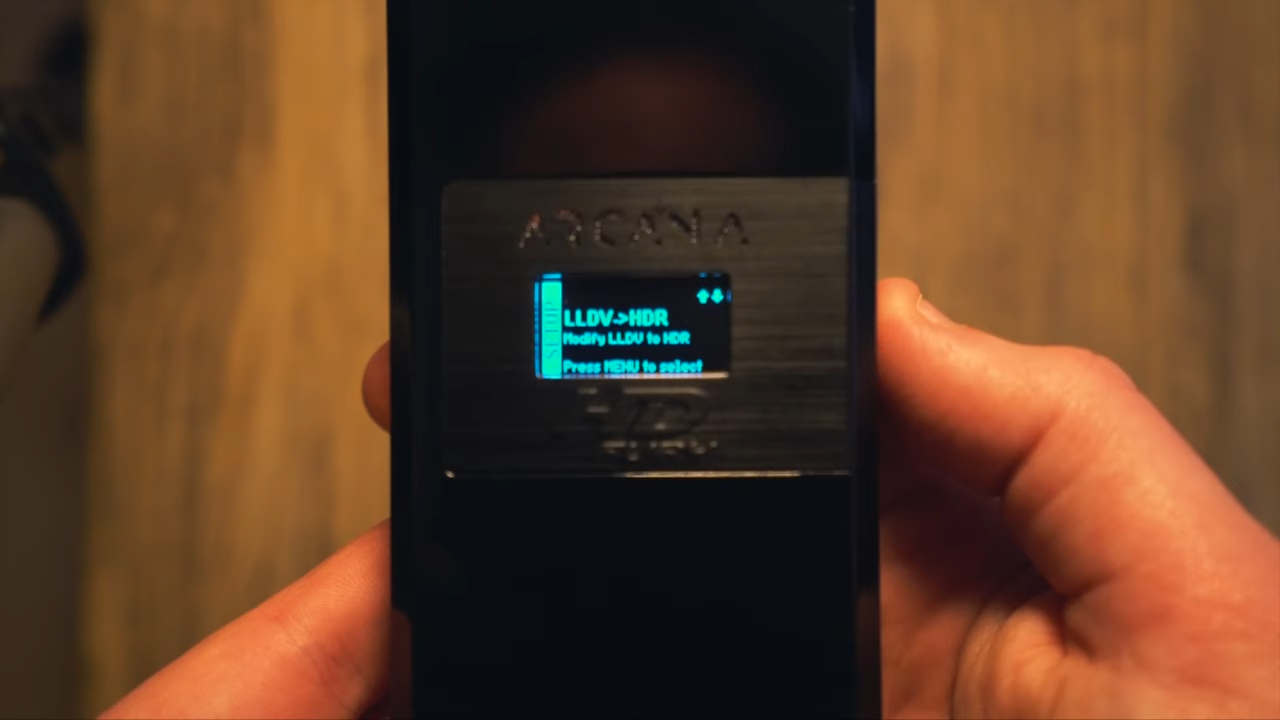 ARCANA
SETUP
LLDV->HDR
Modify LLDV to HDR
Press MENU to select